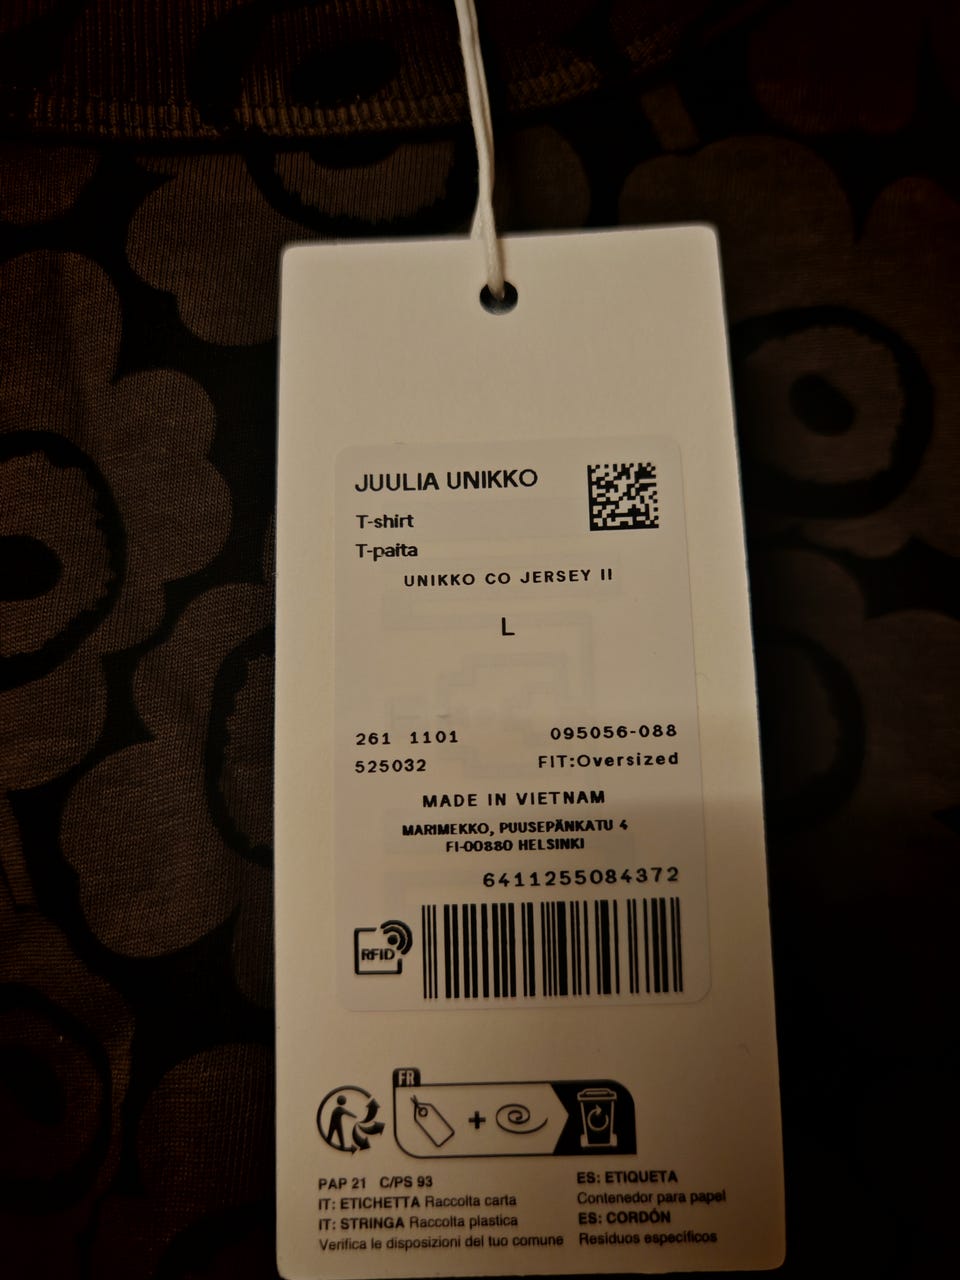 JUULIA UNIKKO
T-shirt
T-paita
UNIKKO CO JERSEY II
L
261 1101 095056-088
525032 FIT:Oversized
MADE IN VIETNAM
MARIMEKKO, PUUSEPÄNKATU 4
FI-00880 HELSINKI
6411255084372
RFID
FR
PAP 21 C/PS 93
IT: ETICHETTA Raccolta carta
IT: STRINGA Raccolta plastica
Verifica le disposizioni del tuo comune
ES: ETIQUETA
Contenedor para papel
ES: CORDÓN
Residuos específicos